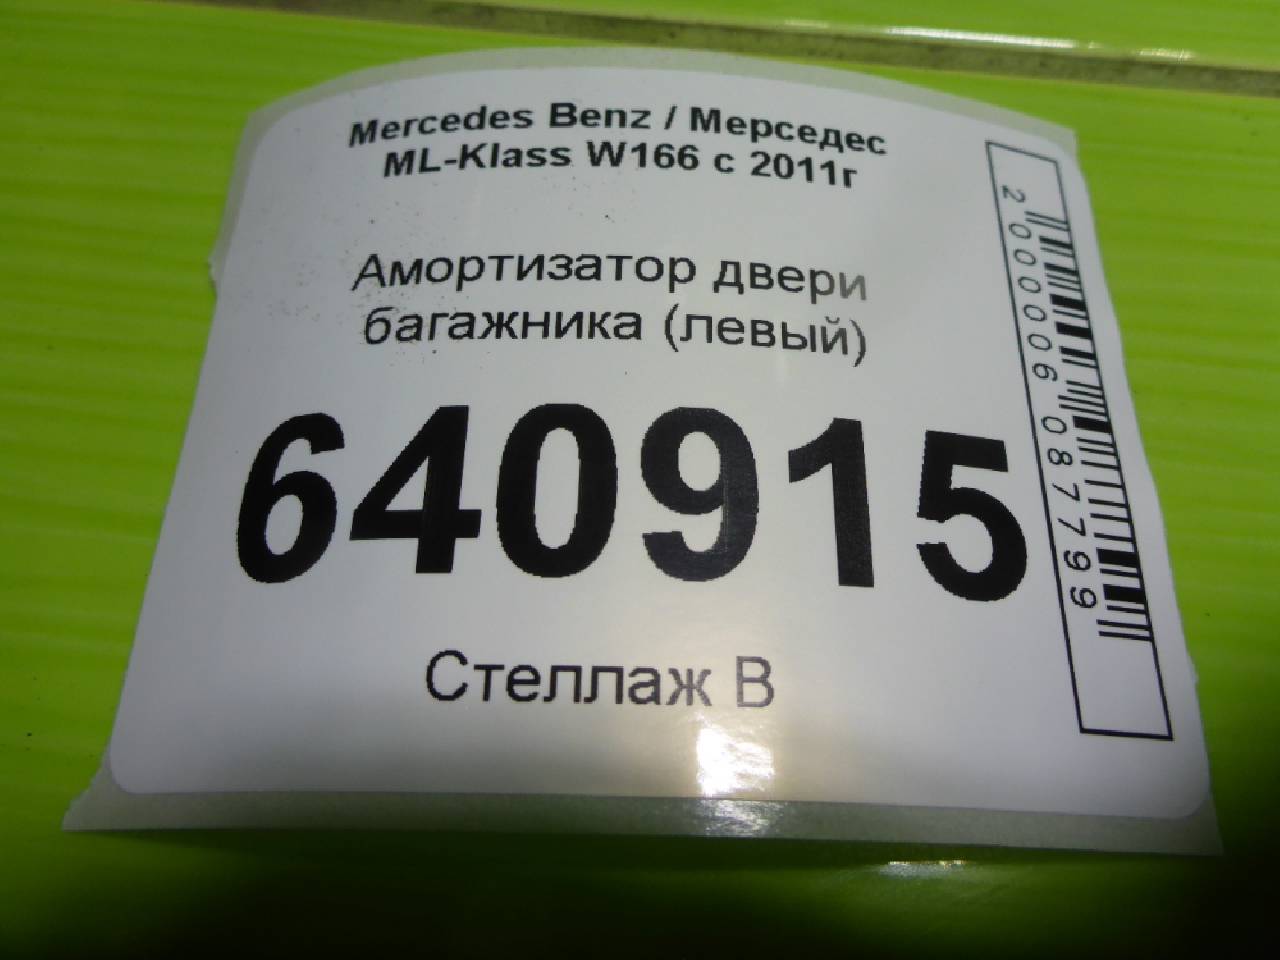 Mercedes Benz / Мерседес
ML-Klass W166 с 2011г
Амортизатор двери
багажника (левый)
640915
Стеллаж В
2000006087799